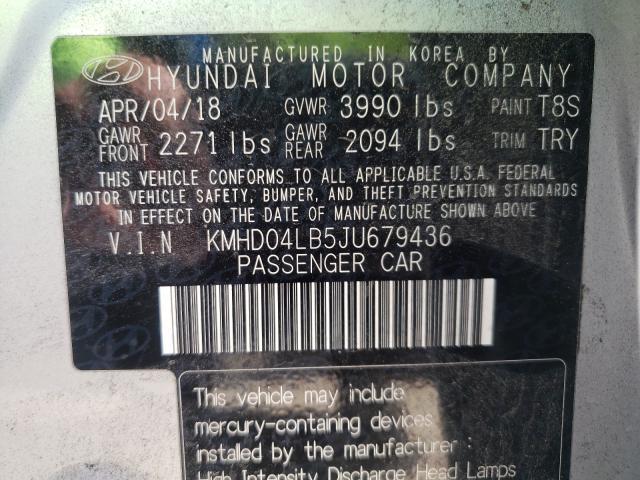 MANUFACTURED IN KOREA BY
HYUNDAI MOTOR COMPANY
APR/04/18 GVWR 3990 lbs PAINT T8S
GAWR FRONT 2271 lbs GAWR REAR 2094 lbs TRIM TRY
THIS VEHICLE CONFORMS TO ALL APPLICABLE U.S.A. FEDERAL
MOTOR VEHICLE SAFETY, BUMPER, AND THEFT PREVENTION STANDARDS
IN EFFECT ON THE DATE OF MANUFACTURE SHOWN ABOVE
V.I.N KMHD04LB5JU679436
PASSENGER CAR
This vehicle may include
mercury-containing devices
installed by the manufacturer :
High Intensity Discharge Head Lamps